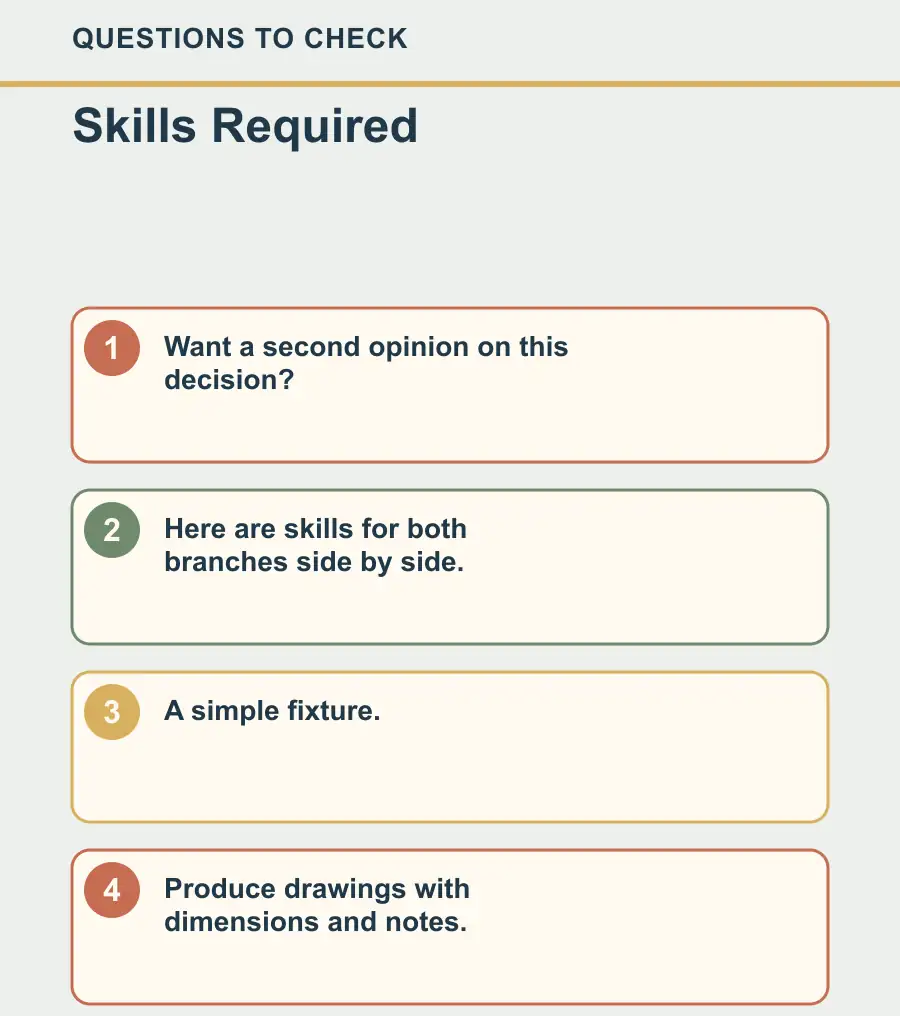 QUESTIONS TO CHECK
Skills Required
1
Want a second opinion on this
decision?
2
Here are skills for both
branches side by side.
3
A simple fixture.
4
Produce drawings with
dimensions and notes.